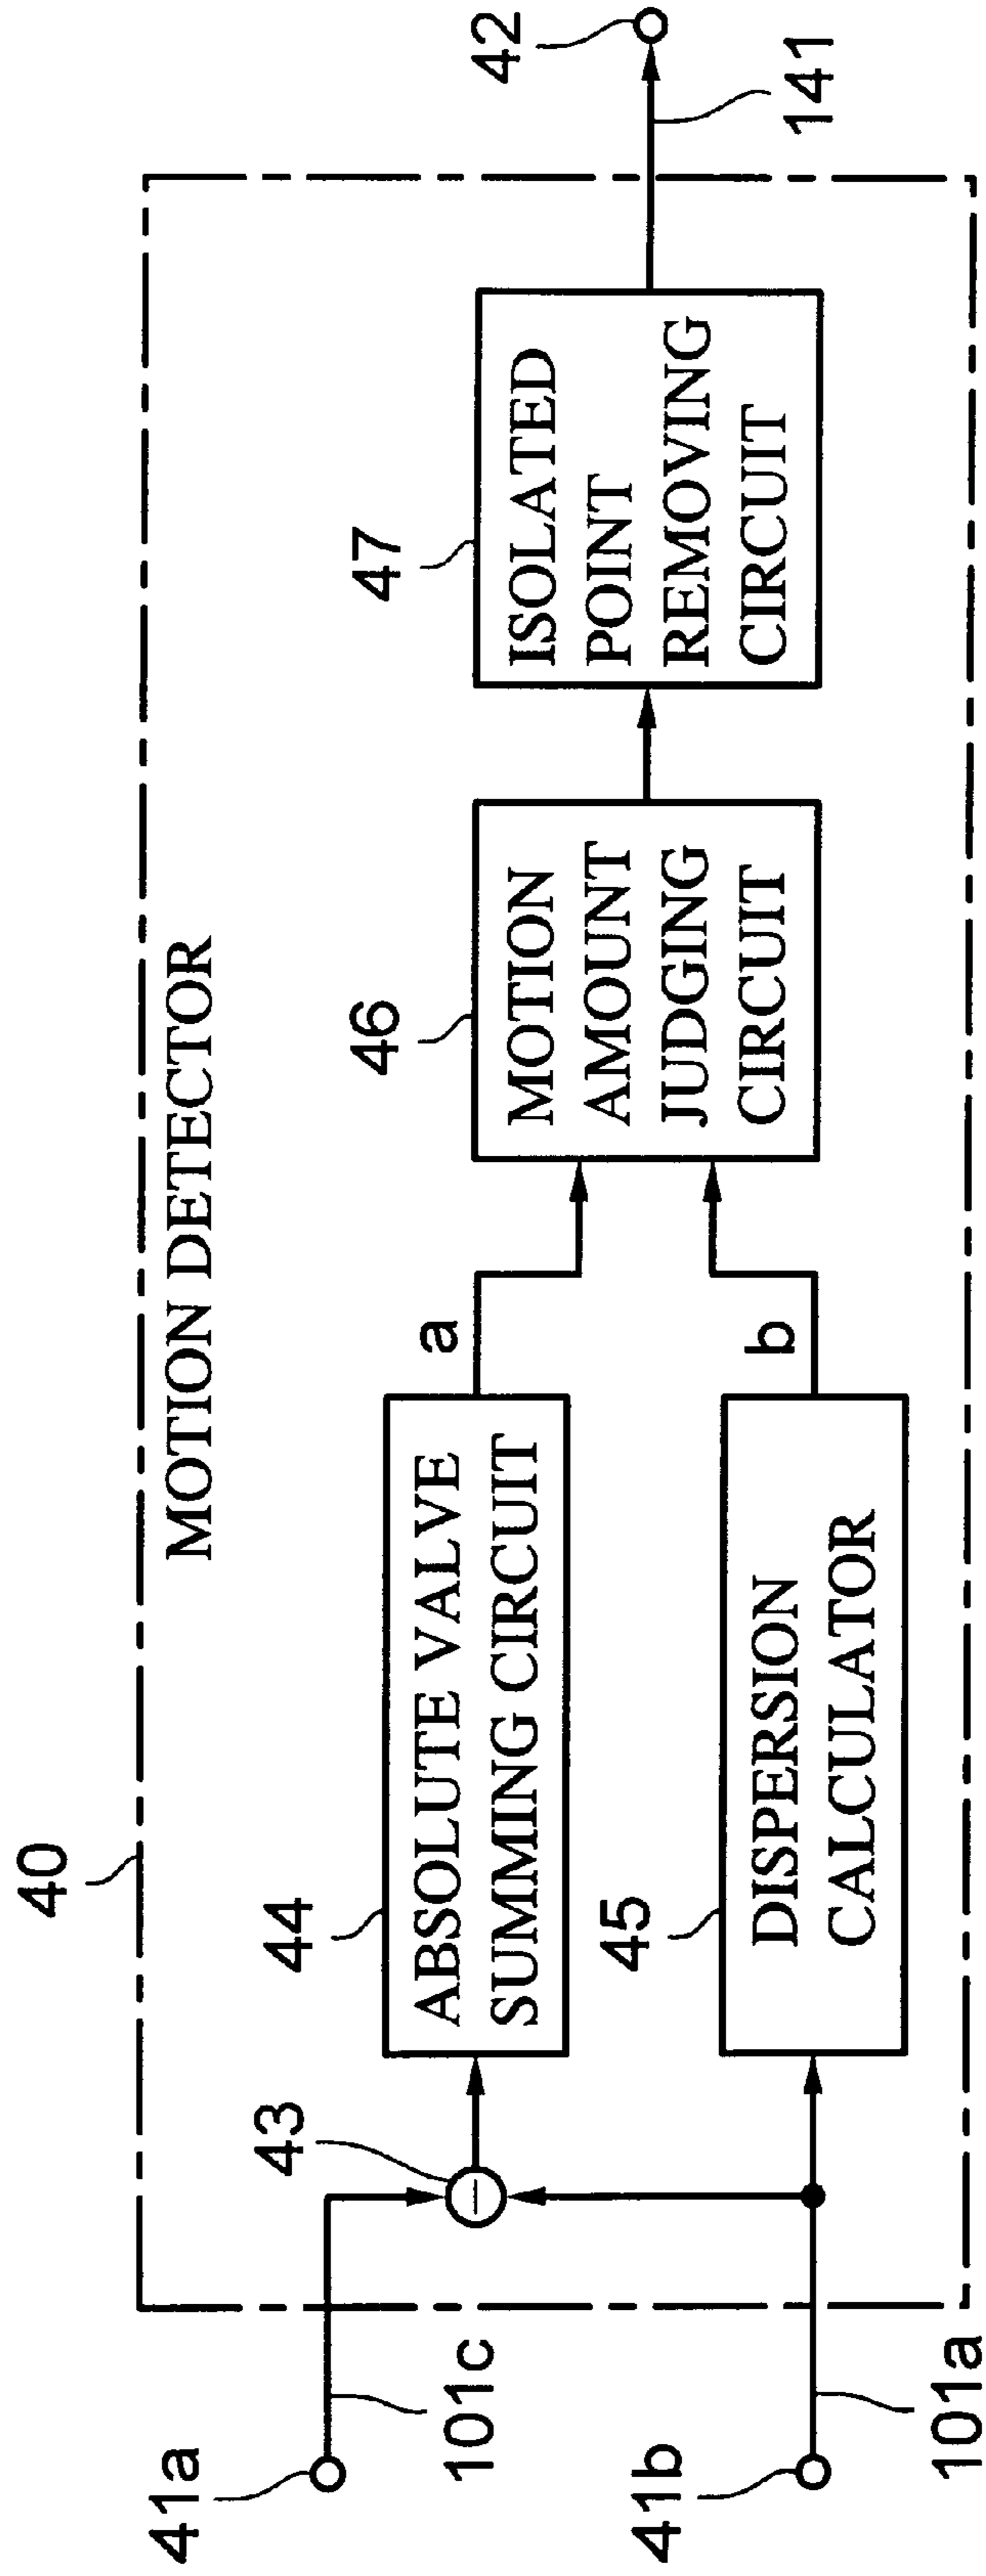 40
MOTION DETECTOR
41a
101c
43
44
ABSOLUTE VALVE
SUMMING CIRCUIT
a
46
MOTION
AMOUNT
JUDGING
CIRCUIT
47
ISOLATED
POINT
REMOVING
CIRCUIT
42
141
41b
101a
45
DISPERSION
CALCULATOR
b